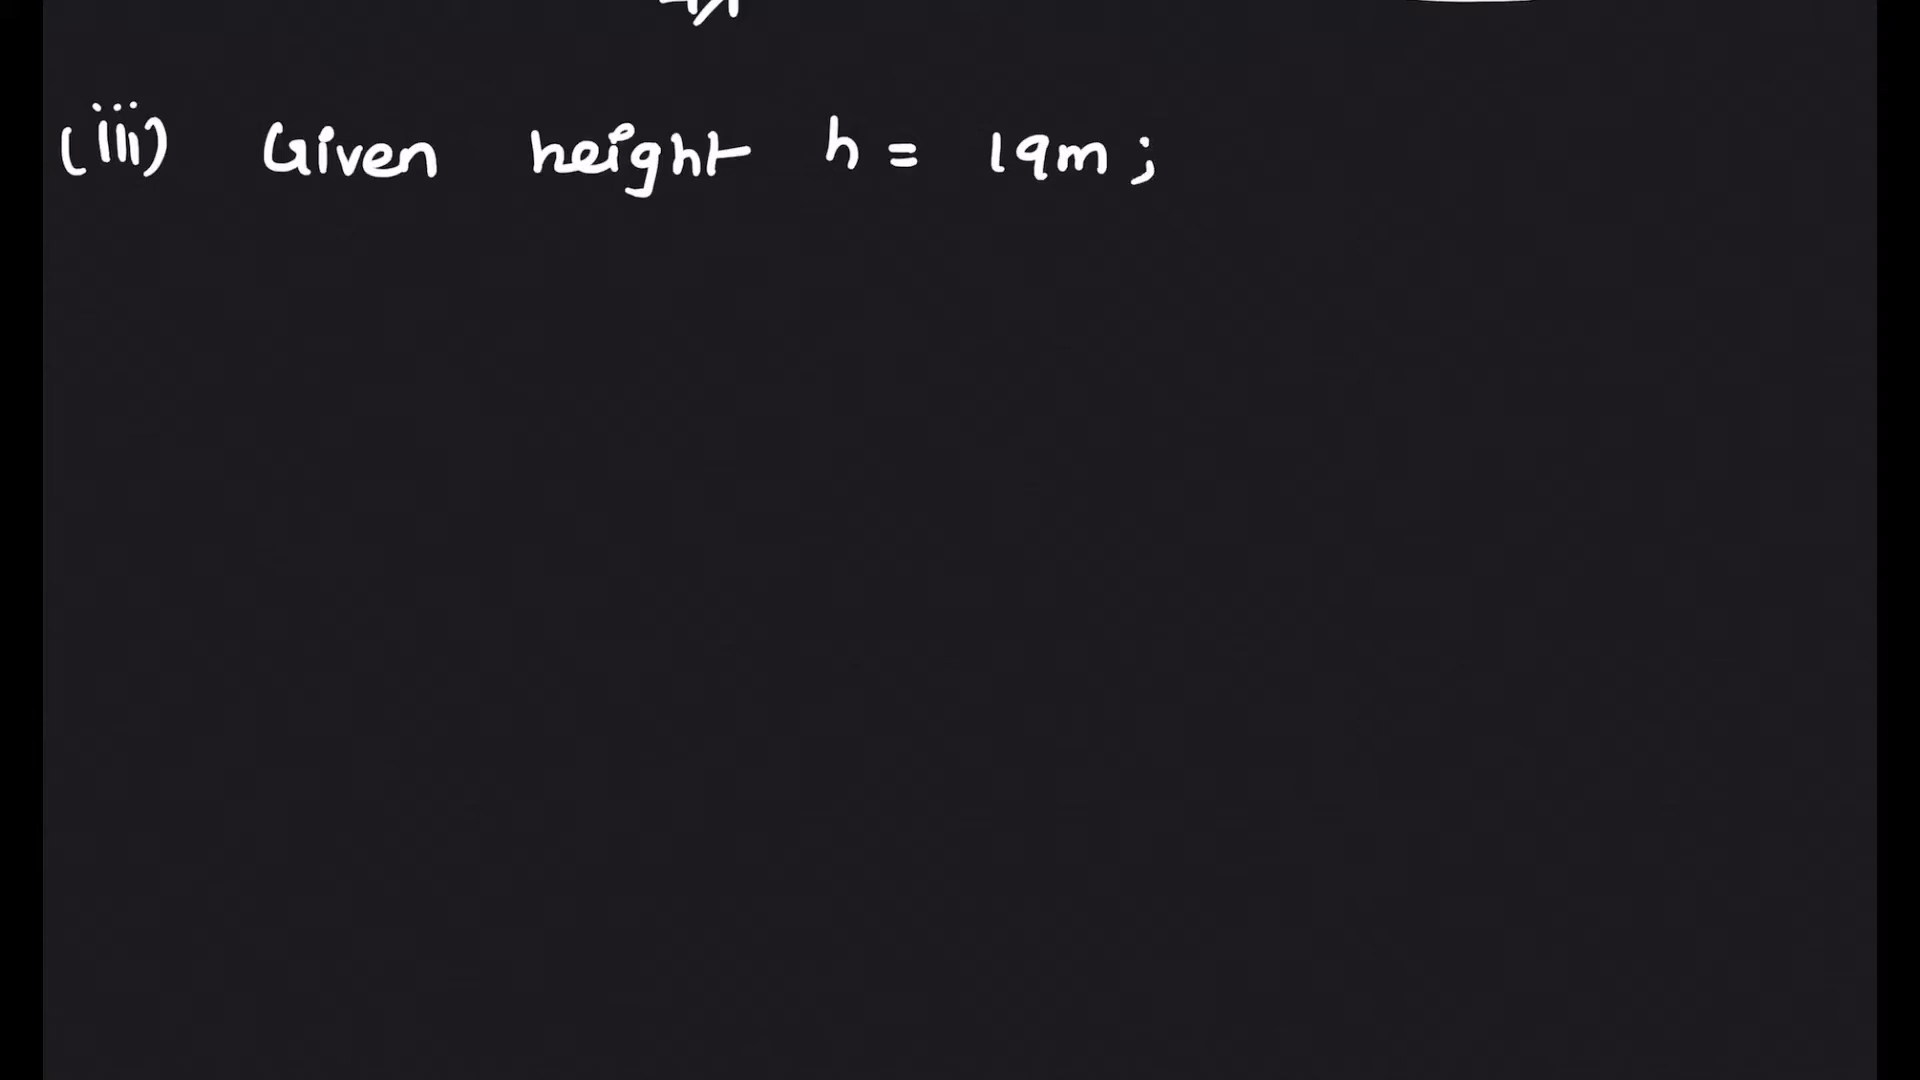 (iii) Given height h = 19m ;